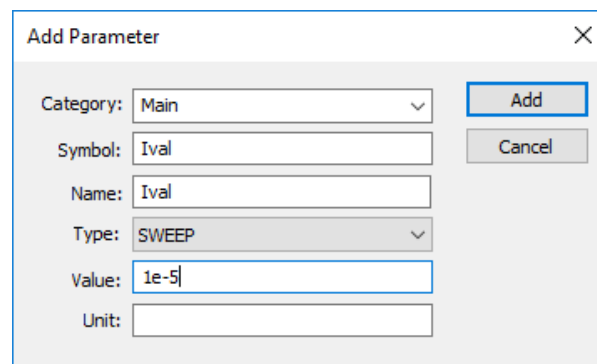 Add Parameter
Category: Main
Add
Symbol: Ival
Cancel
Name: Ival
Type: SWEEP
Value: 1e-5
Unit: